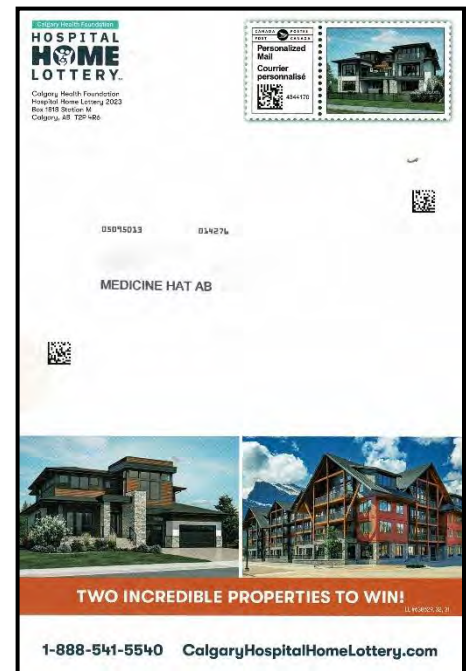 Calgary Health Foundation
HOSPITAL
HOME
LOTTERY
Calgary Health Foundation
Hospital Home Lottery 2023
Box 1818 Station M
Calgary, AB T2P 4R6
CANADA POSTES
POST CANADA
Personalized
Mail
Courrier
personnalisé
4844170
05095013 014276
MEDICINE HAT AB
TWO INCREDIBLE PROPERTIES TO WIN!
1-888-541-5540 CalgaryHospitalHomeLottery.com